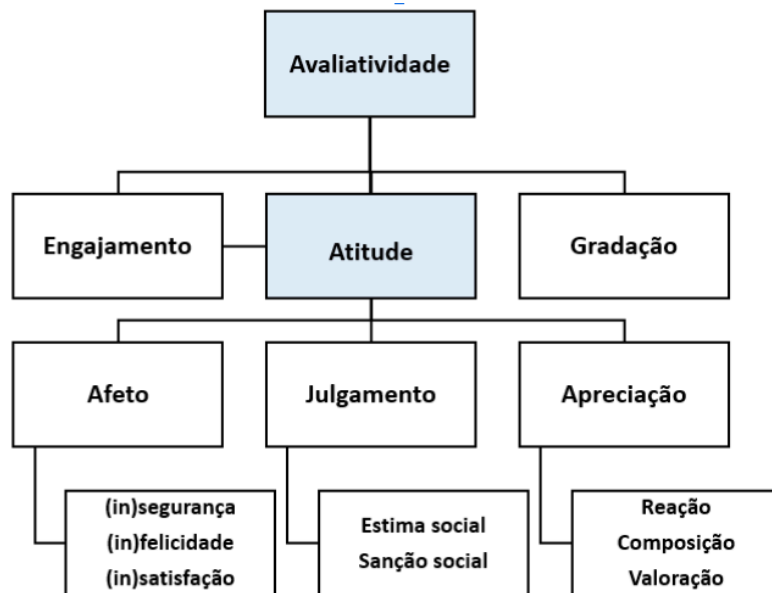 Avaliatividade
Engajamento
Atitude
Gradação
Afeto
Julgamento
Apreciação
(in)segurança
(in)felicidade
(in)satisfação
Estima social
Sanção social
Reação
Composição
Valoração